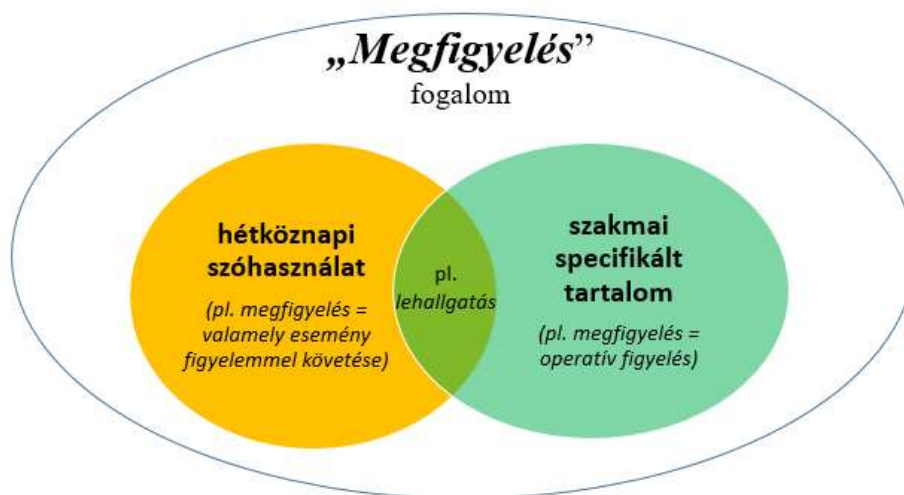 „Megfigyelés”
fogalom
hétköznapi
szóhasználat
(pl. megfigyelés =
valamely esemény
figyelemmel követése)
pl.
lehallgatás
szakmai
specifikált
tartalom
(pl. megfigyelés =
operatív figyelés)